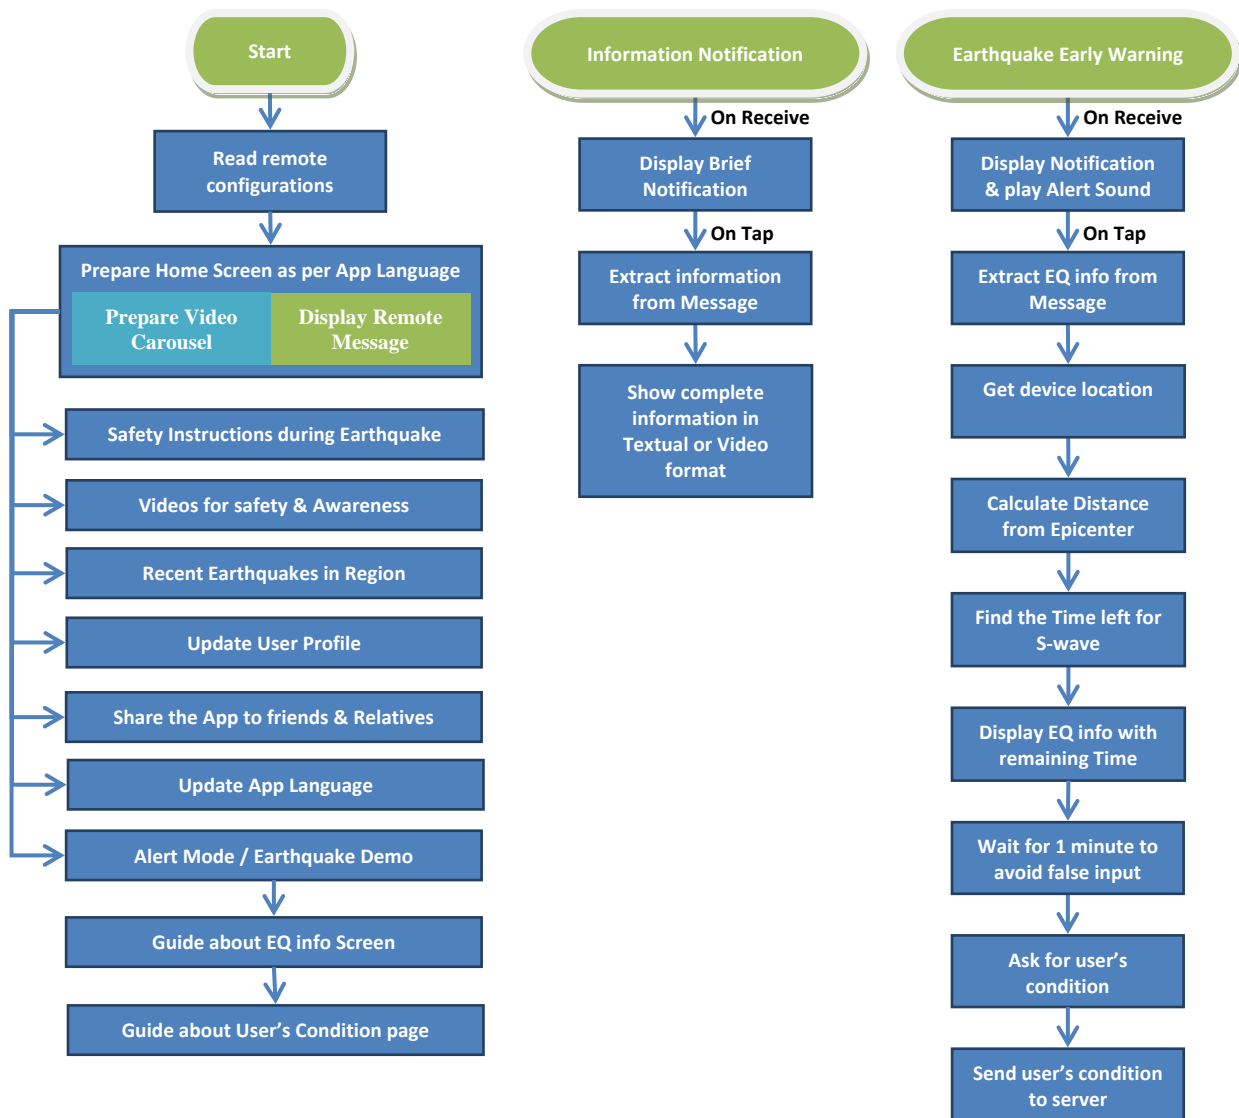 Start
Read remote
configurations
Prepare Home Screen as per App Language
Prepare Video
Carousel
Display Remote
Message
Safety Instructions during Earthquake
Videos for safety & Awareness
Recent Earthquakes in Region
Update User Profile
Share the App to friends & Relatives
Update App Language
Alert Mode / Earthquake Demo
Guide about EQ info Screen
Guide about User’s Condition page
Information Notification
On Receive
Display Brief
Notification
On Tap
Extract information
from Message
Show complete
information in
Textual or Video
format
Earthquake Early Warning
On Receive
Display Notification
& play Alert Sound
On Tap
Extract EQ info from
Message
Get device location
Calculate Distance
from Epicenter
Find the Time left for
S-wave
Display EQ info with
remaining Time
Wait for 1 minute to
avoid false input
Ask for user’s
condition
Send user’s condition
to server